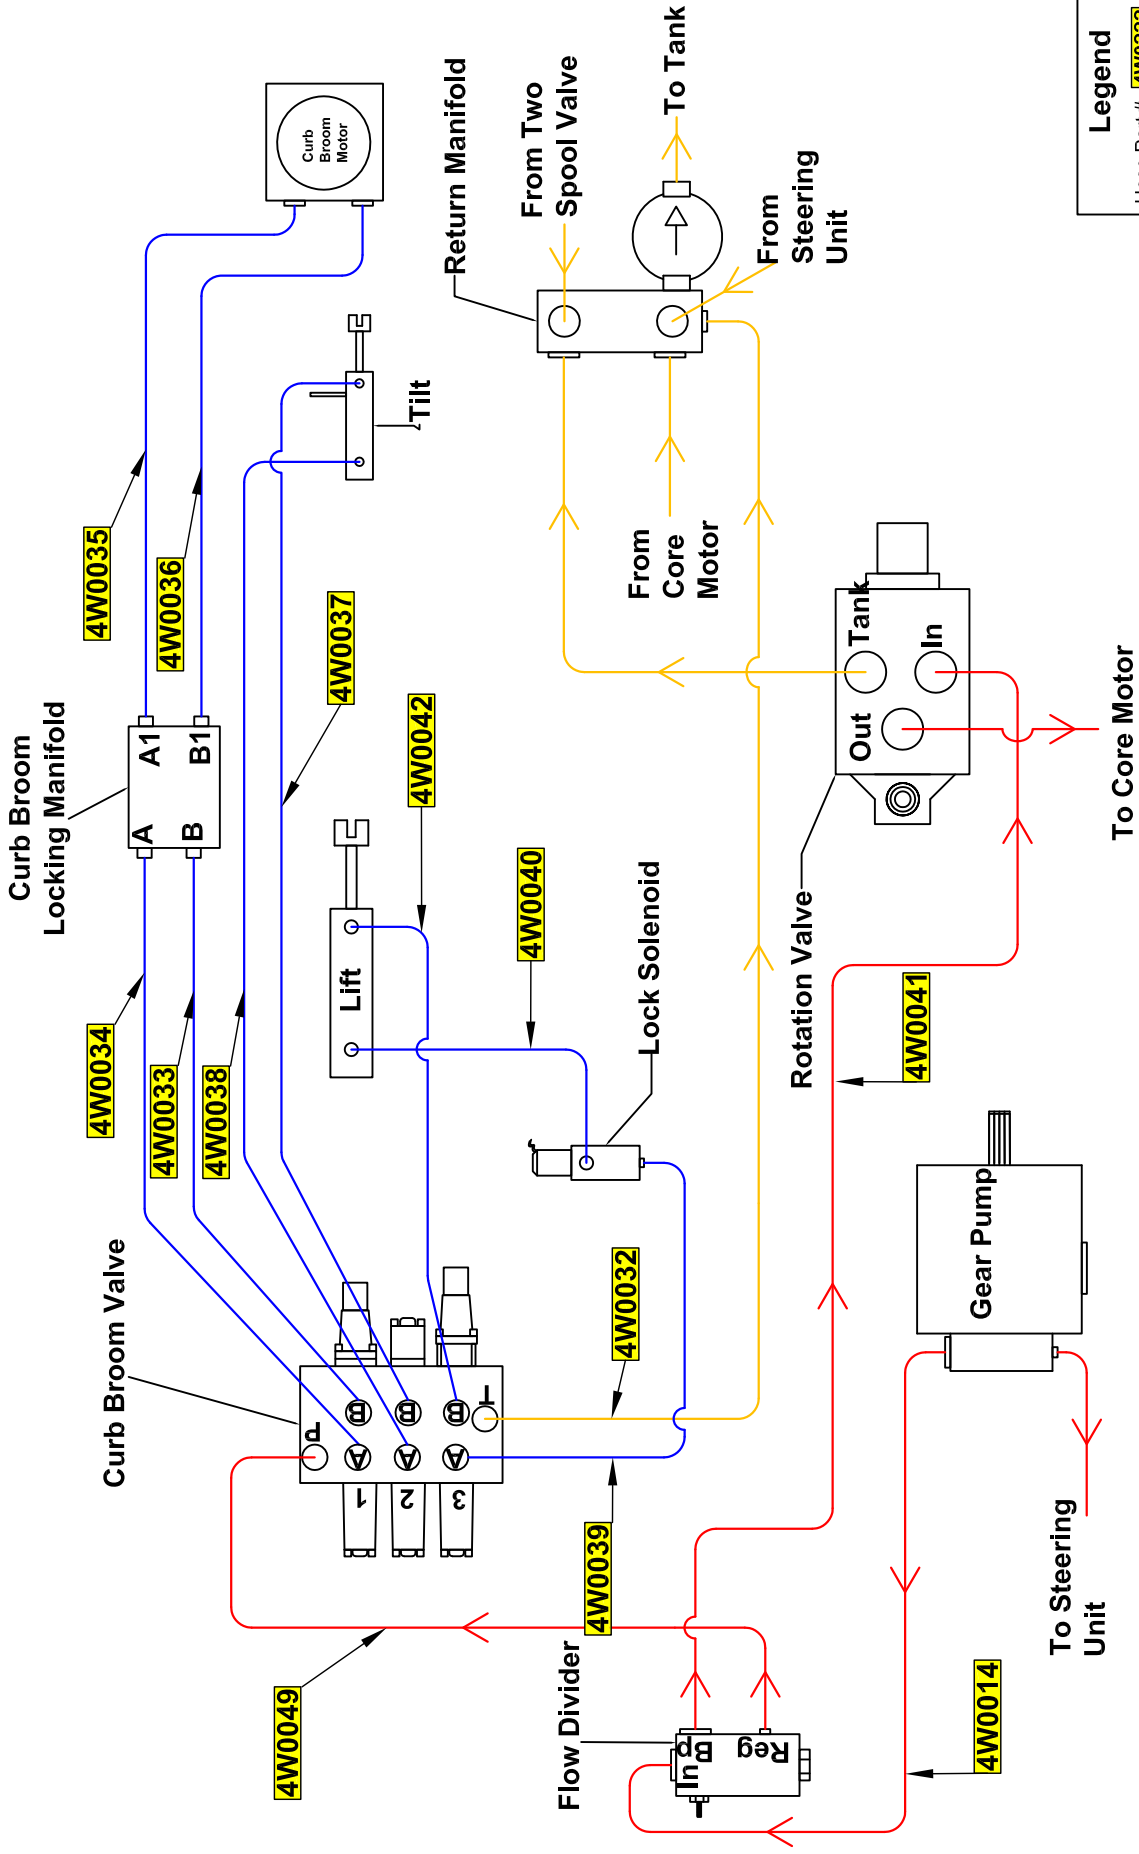 Curb Broom
Locking Manifold
A
A1
B
B1
4W0034
4W0033
4W0038
4W0035
4W0036
4W0037
4W0042
4W0040
Curb
Broom
Motor
Tilt
Lift
Lock Solenoid
Curb Broom Valve
P
B
B
B
T
A
A
A
1
2
3
4W0032
4W0039
4W0049
Return Manifold
From Two
Spool Valve
To Tank
From
Steering
Unit
From
Core
Motor
Rotation Valve
Tank
Out
In
To Core Motor
4W0041
Gear Pump
Flow Divider
In
Bp
Reg
To Steering
Unit
4W0014
Legend